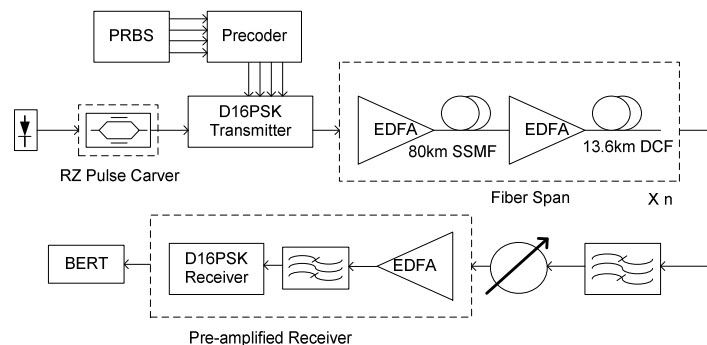 PRBS
Precoder
D16PSK
Transmitter
RZ Pulse Carver
EDFA
80km SSMF
EDFA
13.6km DCF
Fiber Span
X n
BERT
D16PSK
Receiver
EDFA
Pre-amplified Receiver